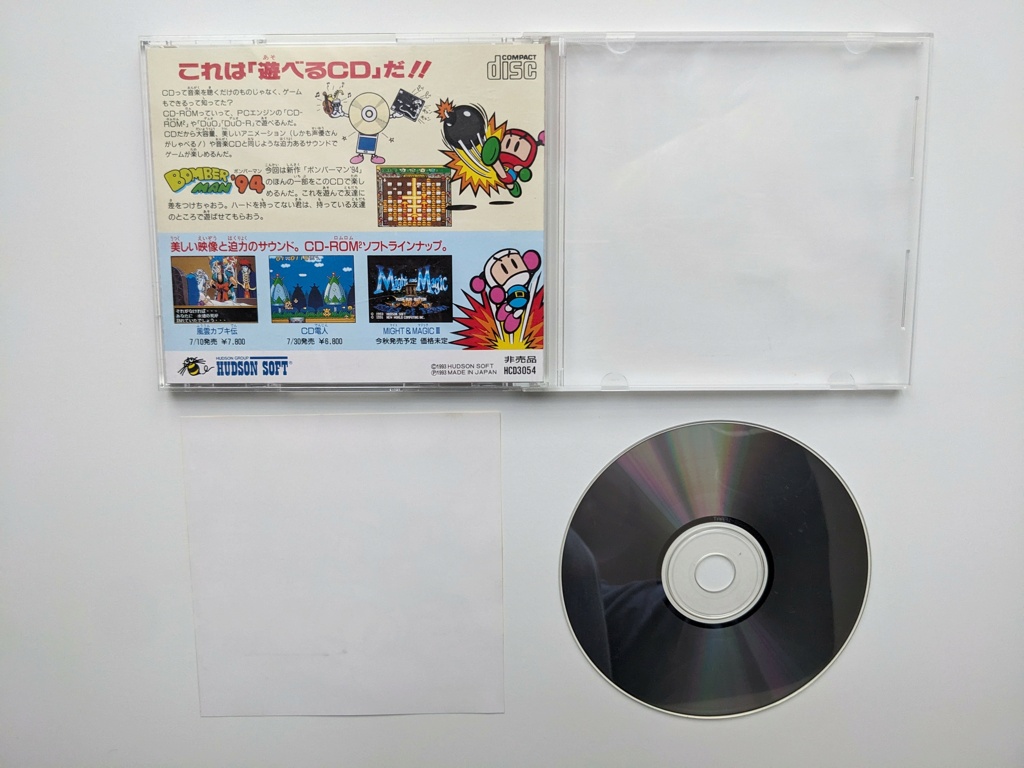 これは「遊べるCD」だ!!
COMPACT
disc
CDって音楽を聴くだけのものじゃなく、ゲーム
もできるって知ってた?
CD-ROMっていって、PCエンジンの「CD-
ROM²」や「DUO」「DUO-R」で遊べるんだ。
CDだから大容量、美しいアニメーション(しかも声優さん
がしゃべる!)や音楽CDと同じような迫力あるサウンドで
ゲームが楽しめるんだ。
BOMBER
MAN
ボンバーマン
'94
今回は新作「ボンバーマン'94」
のほんの一部をこのCDで楽し
めるんだ。これを遊んで友達に
差をつけちゃおう。ハードを持ってない君は、持っている友達
のところで遊ばせてもらおう。
美しい映像と迫力のサウンド。CD-ROM²ソフトラインナップ。
Might and Magic
風雲カブキ伝
7/10発売 ¥7,800
CD電人
7/30発売 ¥6,800
MIGHT & MAGIC III
今秋発売予定 価格未定
HUDSON GROUP
HUDSON SOFT®
©1993 HUDSON SOFT
Ⓟ1993 MADE IN JAPAN
非売品
HCD3054